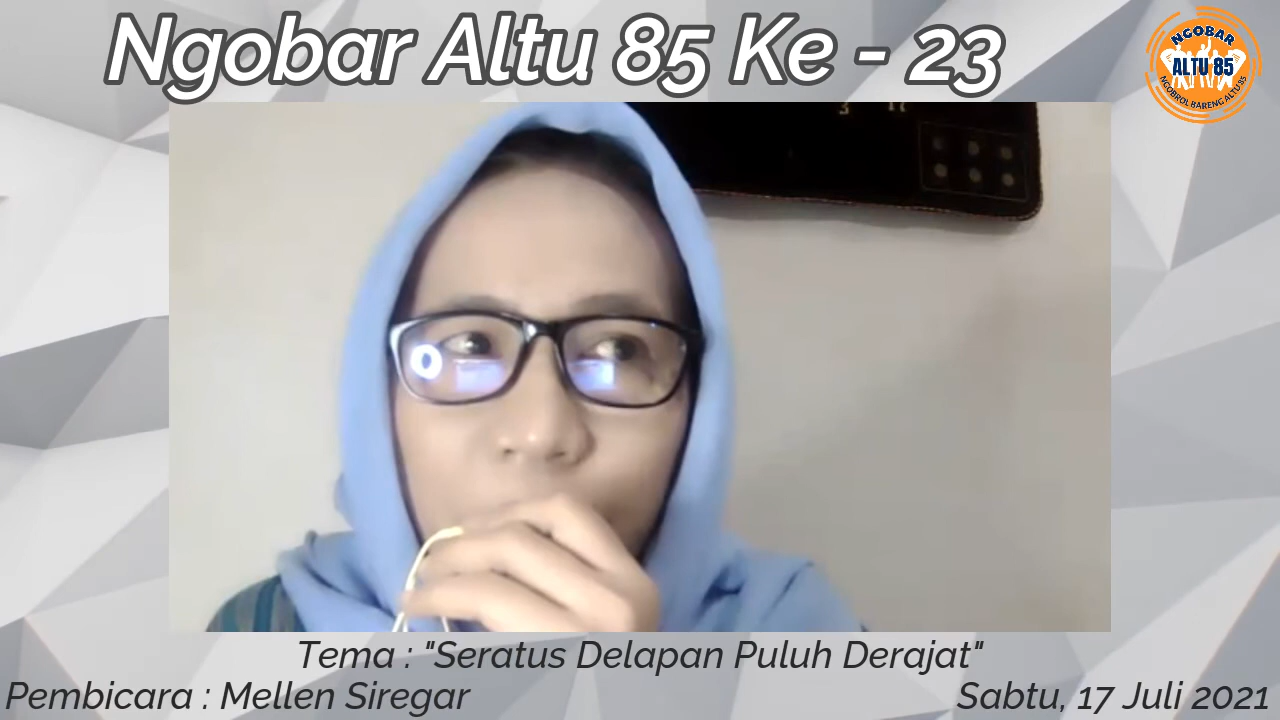 Ngobar Altu 85 Ke - 23
NGOBAR
ALTU 85
NGOBROL BARENG ALTU 85
Tema : "Seratus Delapan Puluh Derajat"
Pembicara : Mellen Siregar
Sabtu, 17 Juli 2021